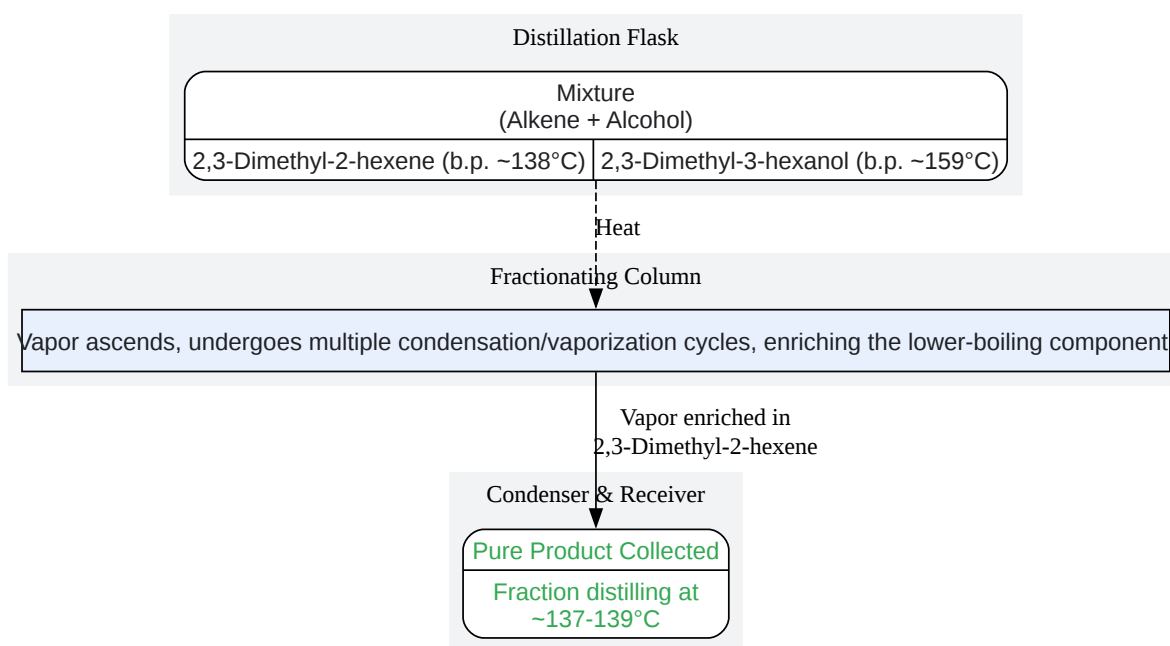 Distillation Flask
Mixture
(Alkene + Alcohol)
2,3-Dimethyl-2-hexene (b.p. ~138°C)
2,3-Dimethyl-3-hexanol (b.p. ~159°C)
Heat
Fractionating Column
Vapor ascends, undergoes multiple condensation/vaporization cycles, enriching the lower-boiling component
Vapor enriched in
2,3-Dimethyl-2-hexene
Condenser & Receiver
Pure Product Collected
Fraction distilling at
~137-139°C